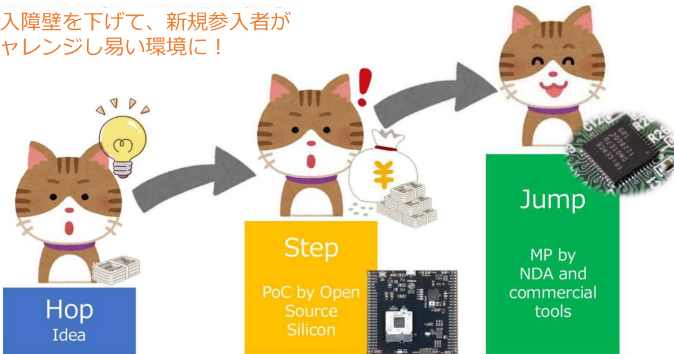 入障壁を下げて、新規参入者が
ャレンジし易い環境に！
¥
Hop
Idea
Step
PoC by Open
Source
Silicon
Jump
MP by
NDA and
commercial
tools